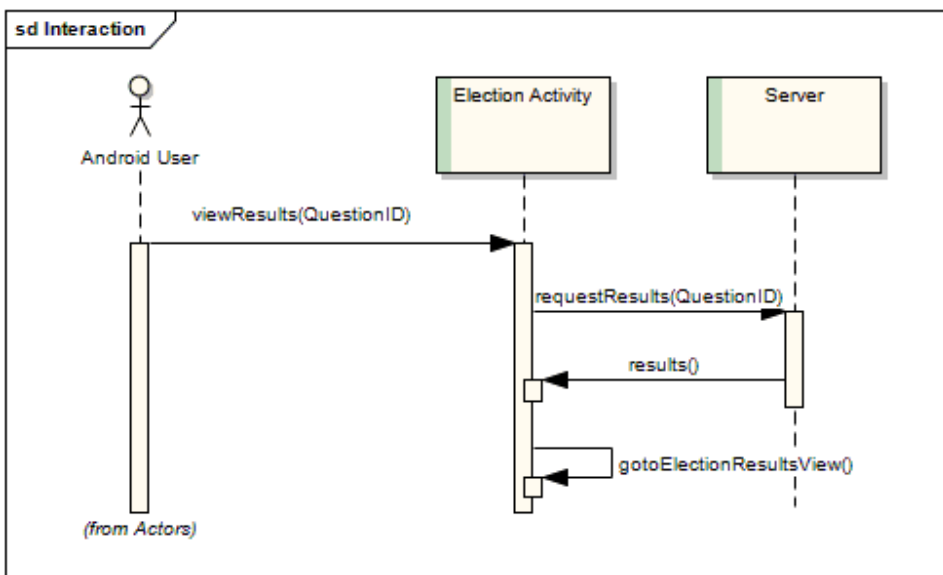 sd Interaction
Election Activity
Server
Android User
viewResults(QuestionID)
requestResults(QuestionID)
results()
gotoElectionResultsView()
(from Actors)